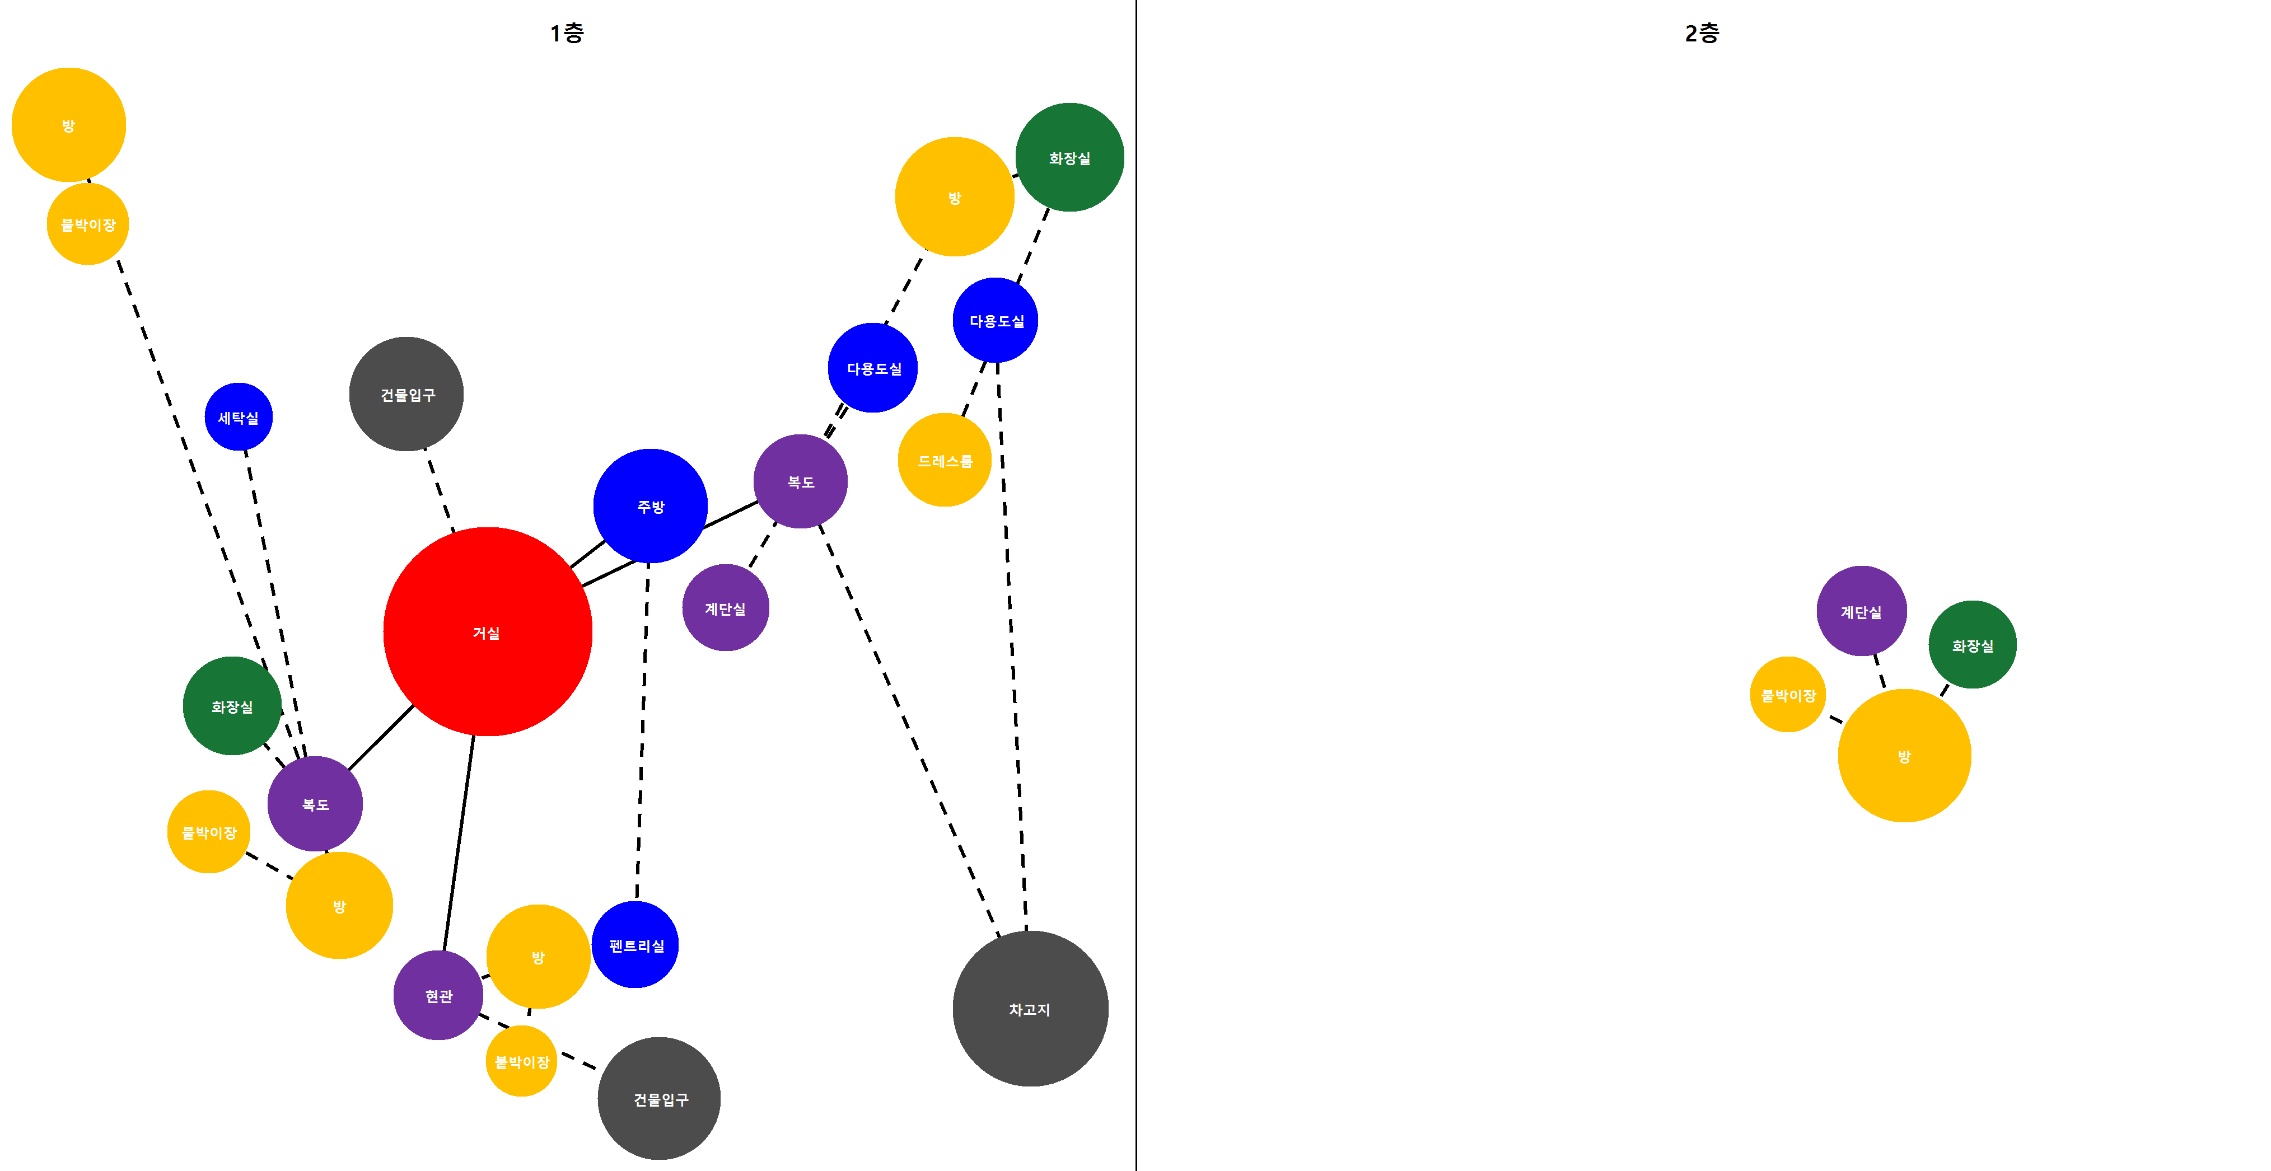 1층
2층
방
화장실
방
붙박이장
다용도실
다용도실
건물입구
세탁실
드레스룸
복도
주방
계단실
거실
화장실
복도
붙박이장
방
펜트리실
방
현관
차고지
붙박이장
건물입구
계단실
화장실
붙박이장
방